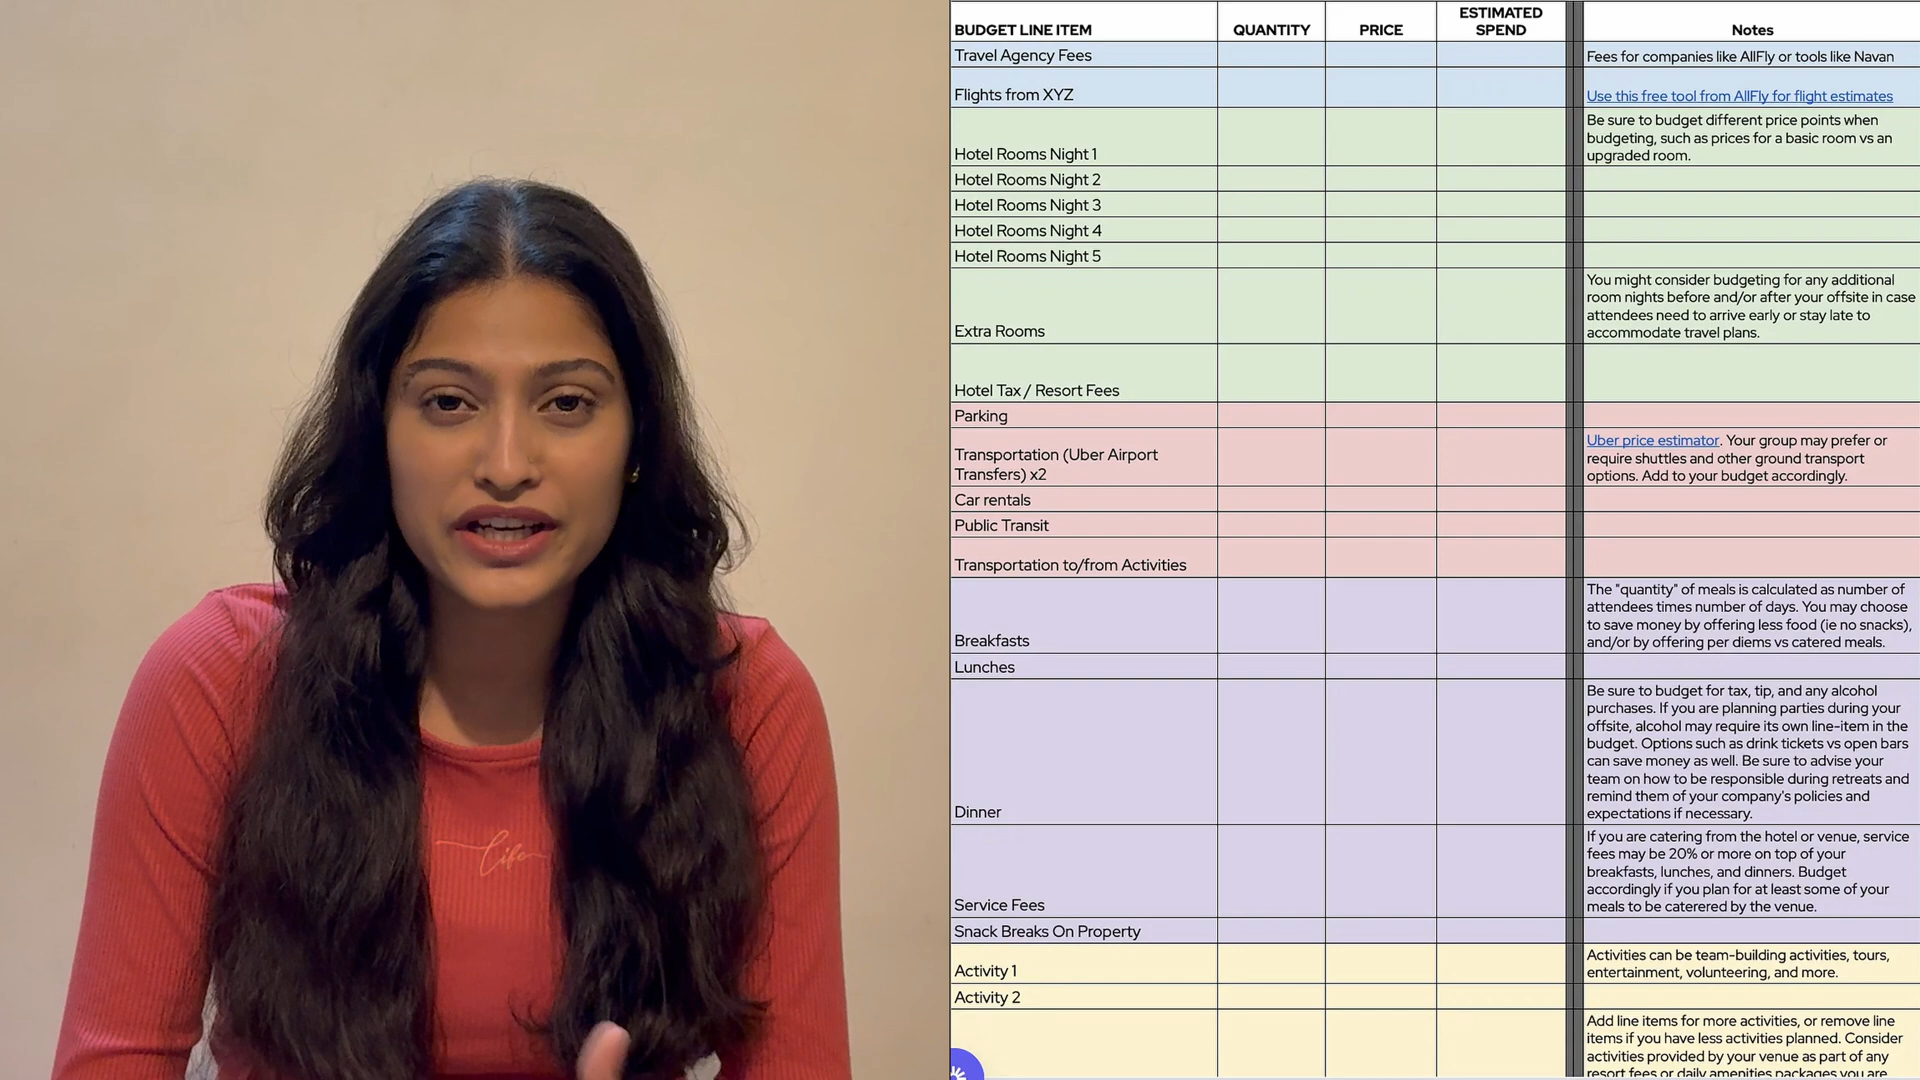 life
BUDGET LINE ITEM QUANTITY PRICE ESTIMATED SPEND Notes
Travel Agency Fees Fees for companies like AllFly or tools like Navan
Flights from XYZ Use this free tool from AllFly for flight estimates
Be sure to budget different price points when
budgeting, such as prices for a basic room vs an
Hotel Rooms Night 1 upgraded room.
Hotel Rooms Night 2
Hotel Rooms Night 3
Hotel Rooms Night 4
Hotel Rooms Night 5
You might consider budgeting for any additional
room nights before and/or after your offsite in case
attendees need to arrive early or stay late to
Extra Rooms accommodate travel plans.
Hotel Tax / Resort Fees
Parking
Uber price estimator. Your group may prefer or
Transportation (Uber Airport require shuttles and other ground transport
Transfers) x2 options. Add to your budget accordingly.
Car rentals
Public Transit
Transportation to/from Activities
The "quantity" of meals is calculated as number of
attendees times number of days. You may choose
to save money by offering less food (ie no snacks),
Breakfasts and/or by offering per diems vs catered meals.
Lunches
Be sure to budget for tax, tip, and any alcohol
purchases. If you are planning parties during your
offsite, alcohol may require its own line-item in the
budget. Options such as drink tickets vs open bars
can save money as well. Be sure to advise your
team on how to be responsible during retreats and
remind them of your company's policies and
Dinner expectations if necessary.
If you are catering from the hotel or venue, service
fees may be 20% or more on top of your
breakfasts, lunches, and dinners. Budget
accordingly if you plan for at least some of your
Service Fees meals to be caterered by the venue.
Snack Breaks On Property
Activities can be team-building activities, tours,
Activity 1 entertainment, volunteering, and more.
Activity 2
Add line items for more activities, or remove line
items if you have less activities planned. Consider
activities provided by your venue as part of any
resort fees or daily amenities packages you are